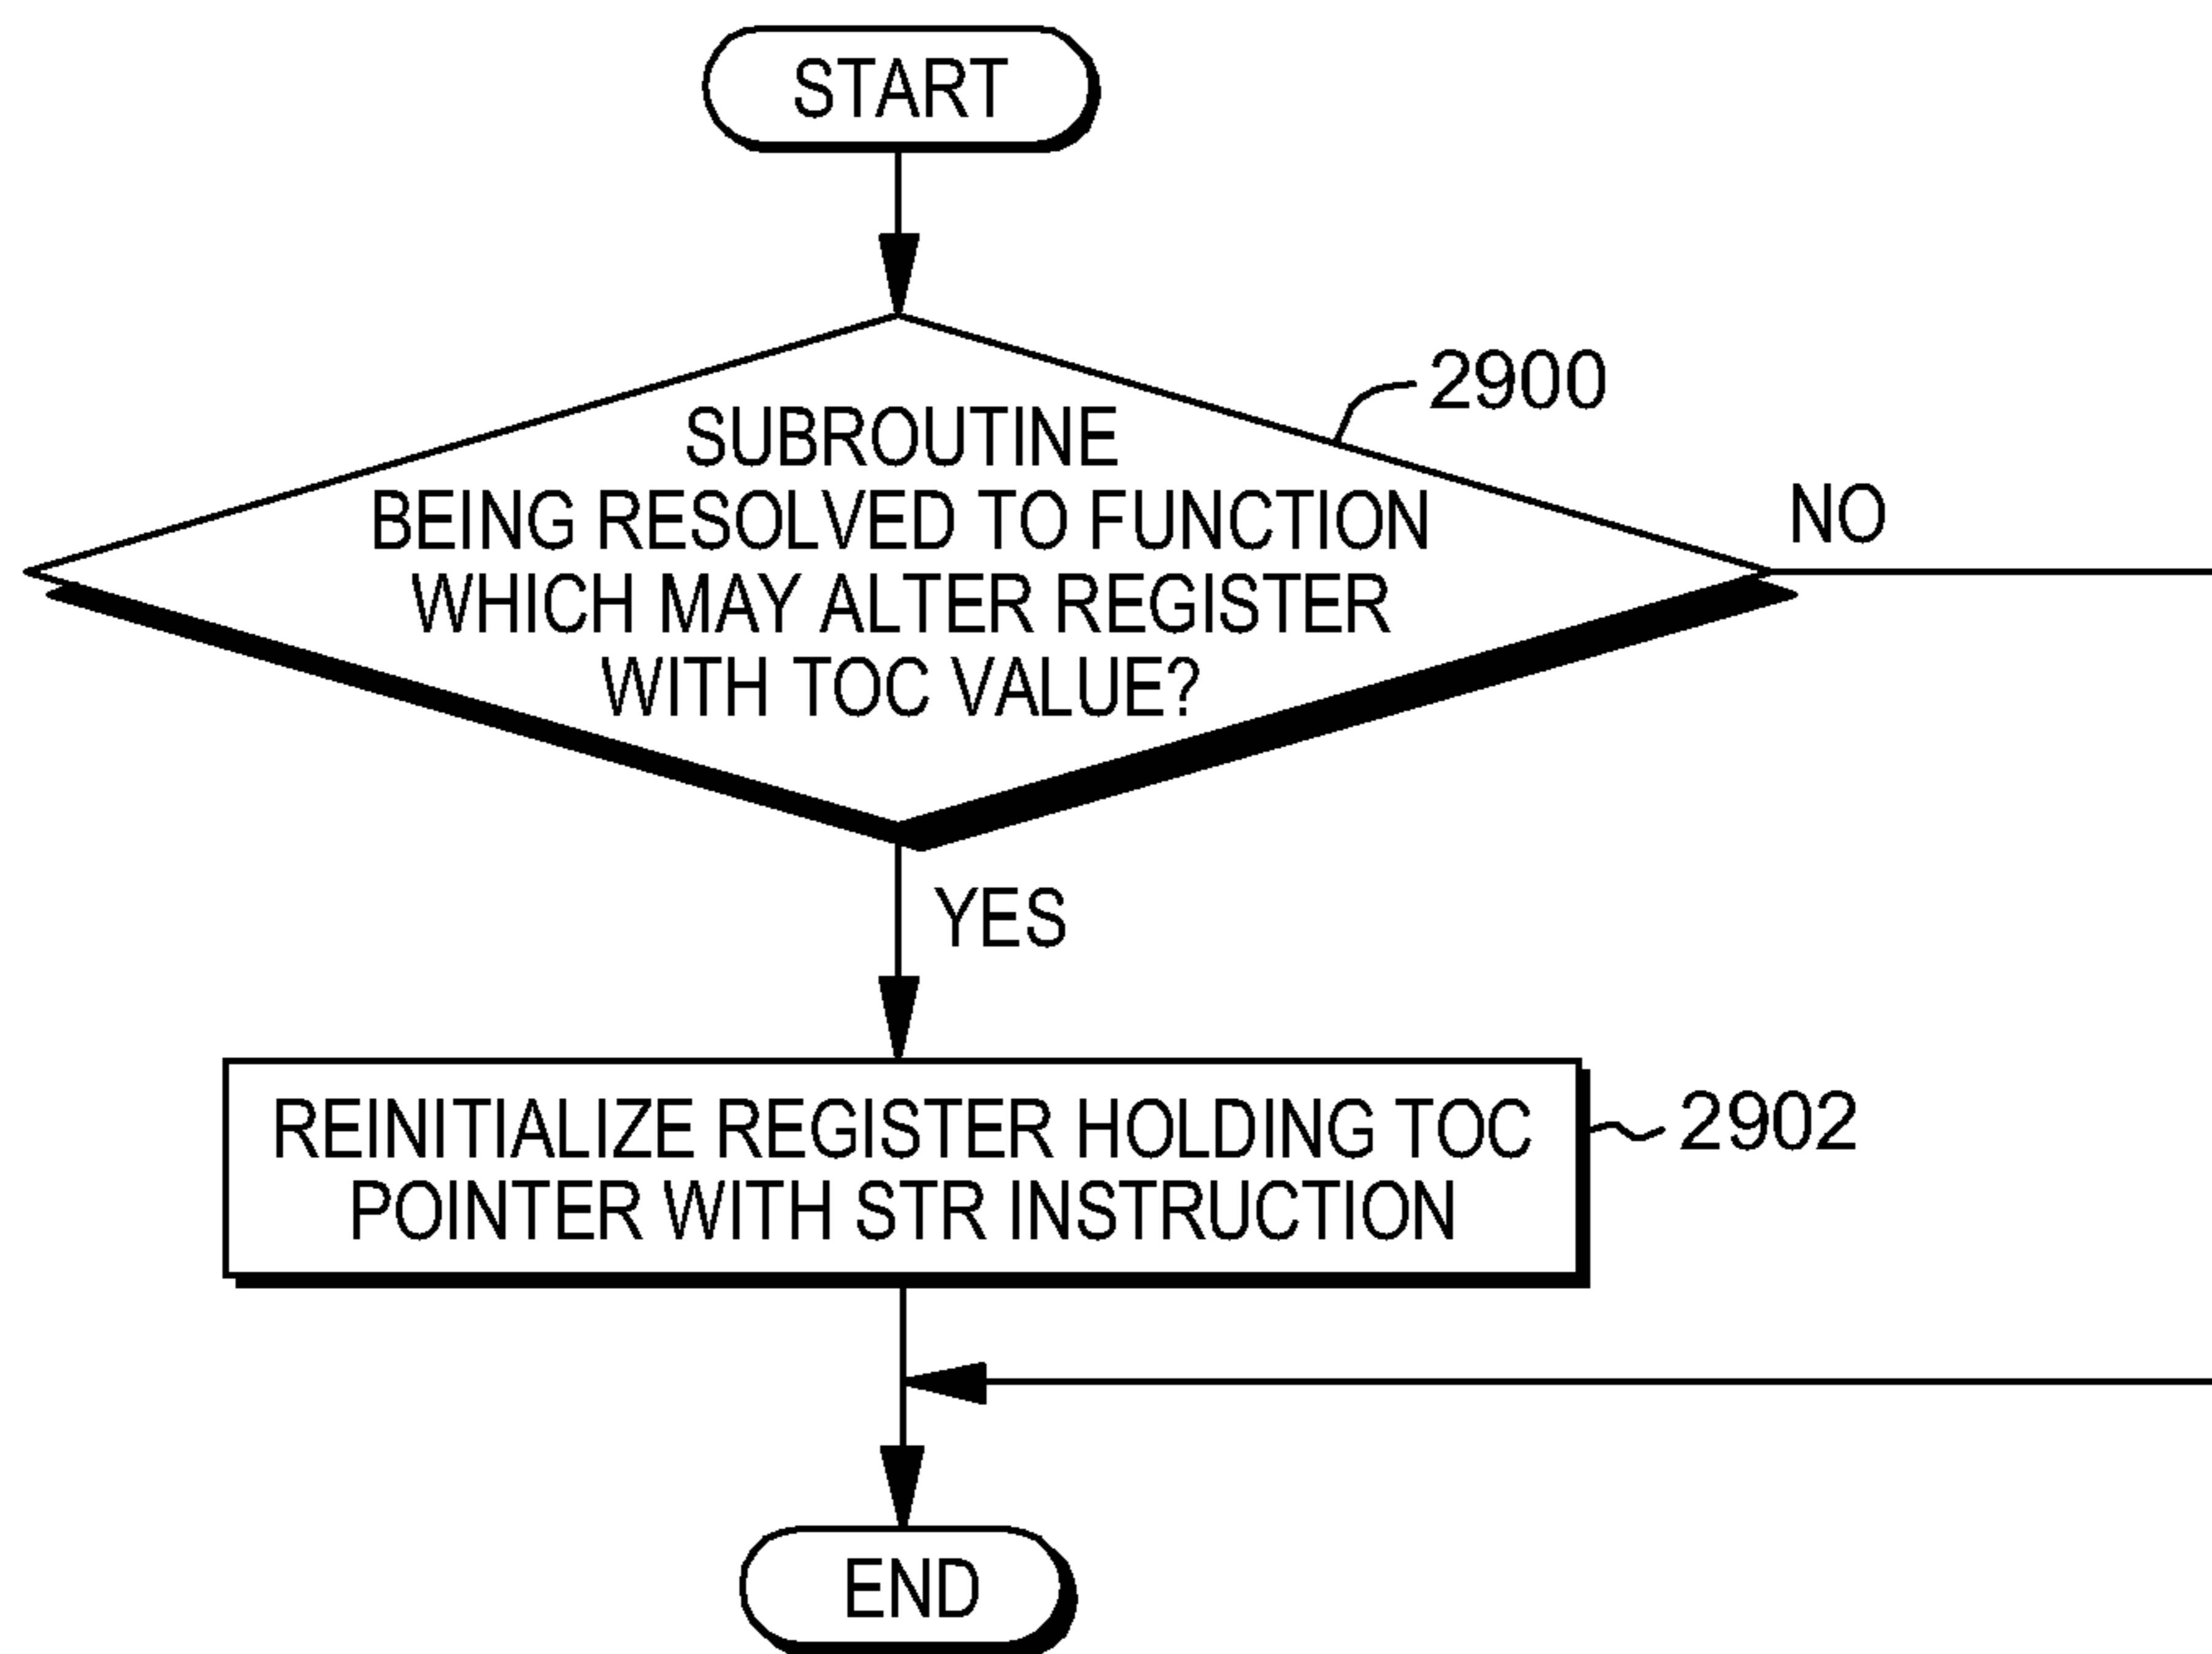 START
2900
SUBROUTINE
BEING RESOLVED TO FUNCTION
WHICH MAY ALTER REGISTER
WITH TOC VALUE?
NO
YES
REINITIALIZE REGISTER HOLDING TOC
POINTER WITH STR INSTRUCTION
2902
END